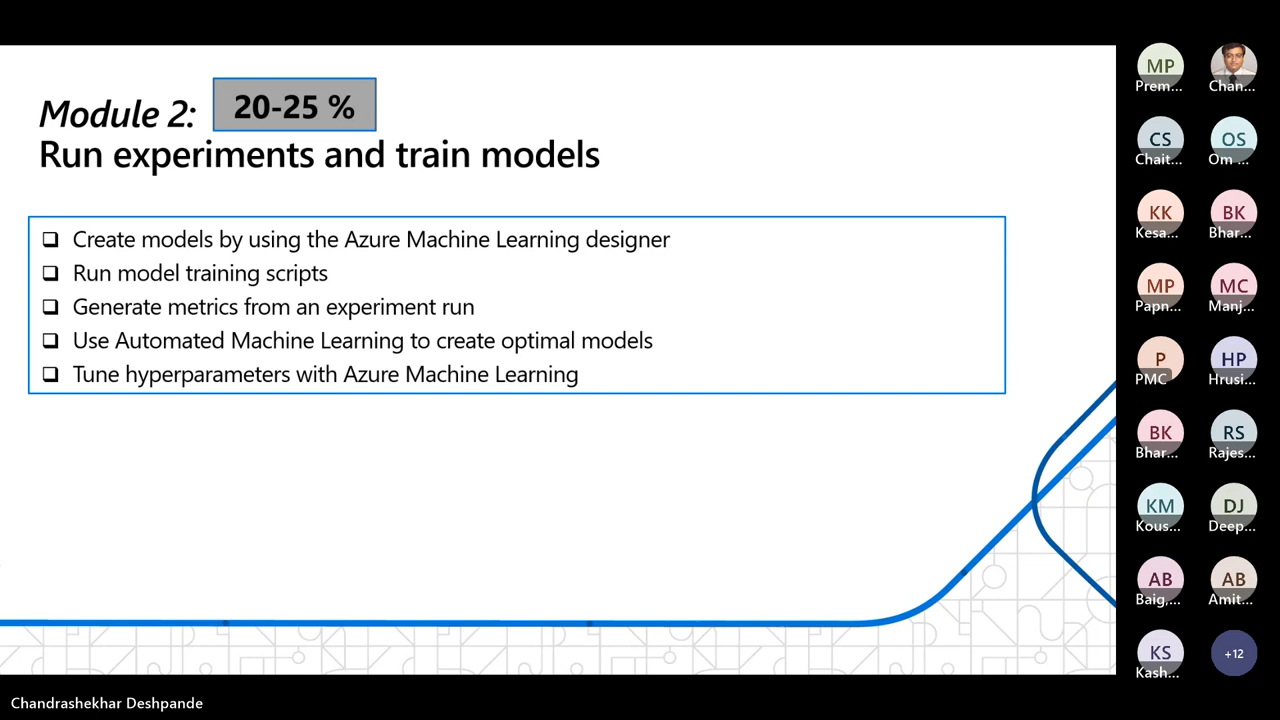 Module 2:
20-25 %
Run experiments and train models
Create models by using the Azure Machine Learning designer
Run model training scripts
Generate metrics from an experiment run
Use Automated Machine Learning to create optimal models
Tune hyperparameters with Azure Machine Learning
MP
Prem...
Chan...
CS
Chait...
OS
Om ...
KK
Kesa...
BK
Bhar...
MP
Papn...
MC
Manj...
P
PMC
HP
Hrusi...
BK
Bhar...
RS
Rajes...
KM
Kous...
DJ
Deep...
AB
Baig,...
AB
Amit...
KS
Kash...
+12
Chandrashekhar Deshpande